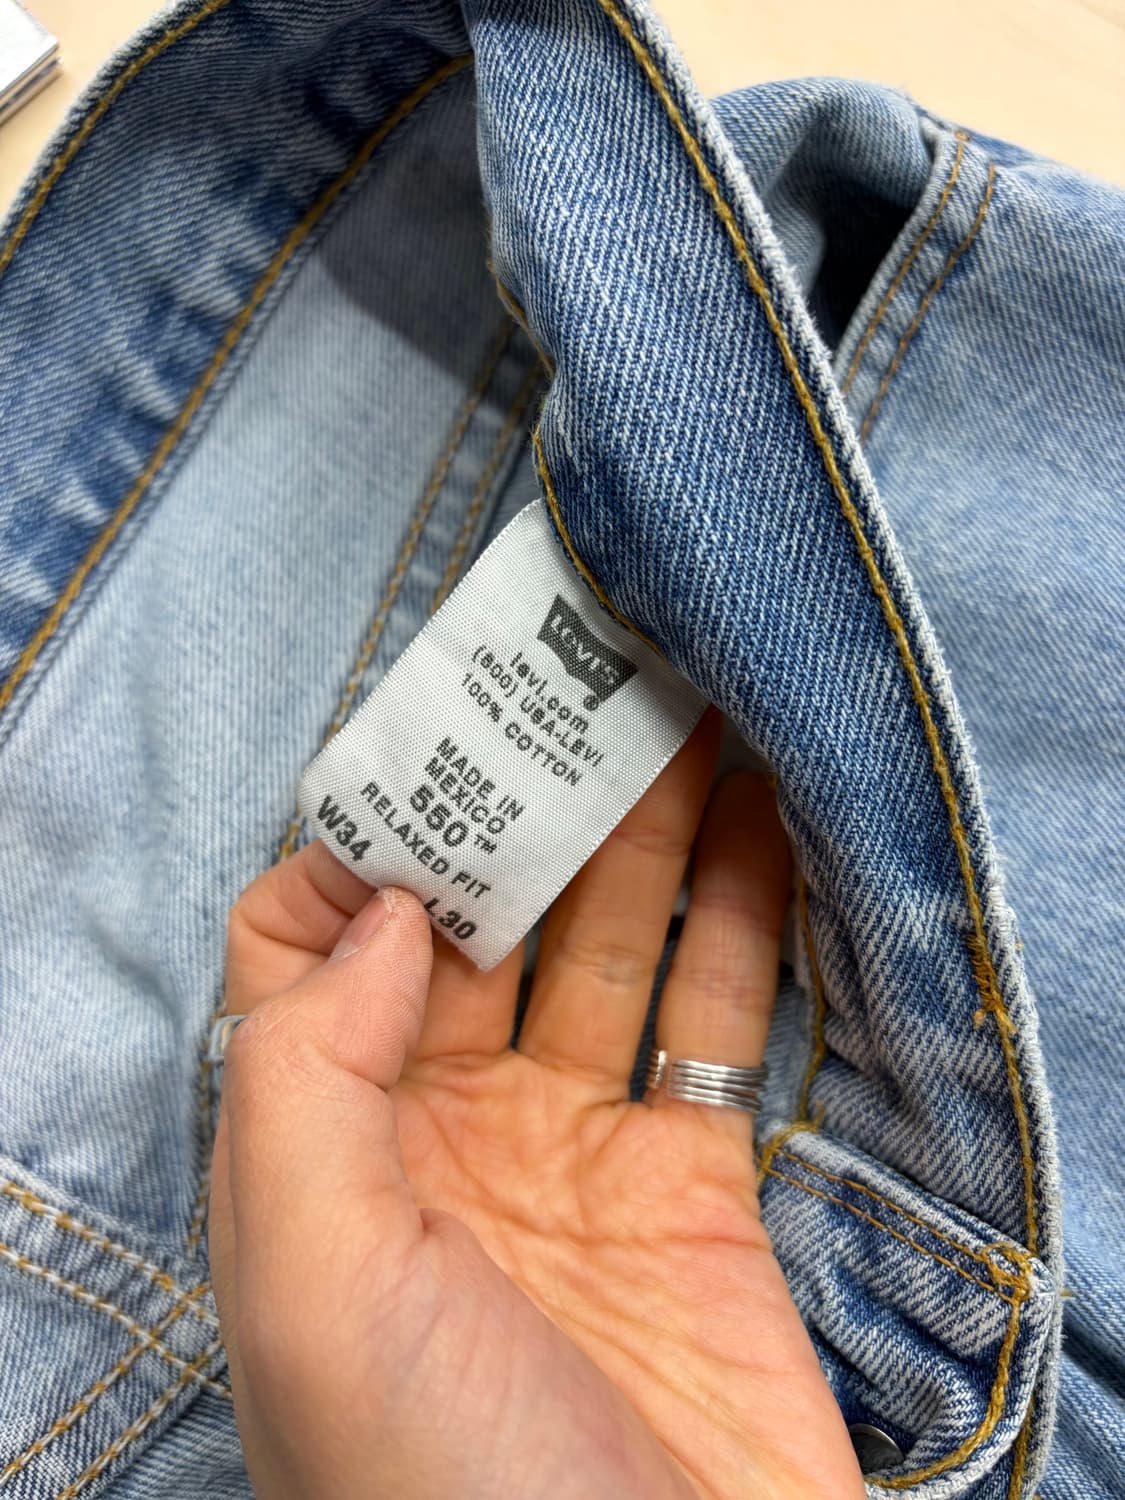 LEVI'S®
levi.com
(800) USA-LEVI
100% COTTON
MADE IN
MEXICO
550™
RELAXED FIT
W34 L30